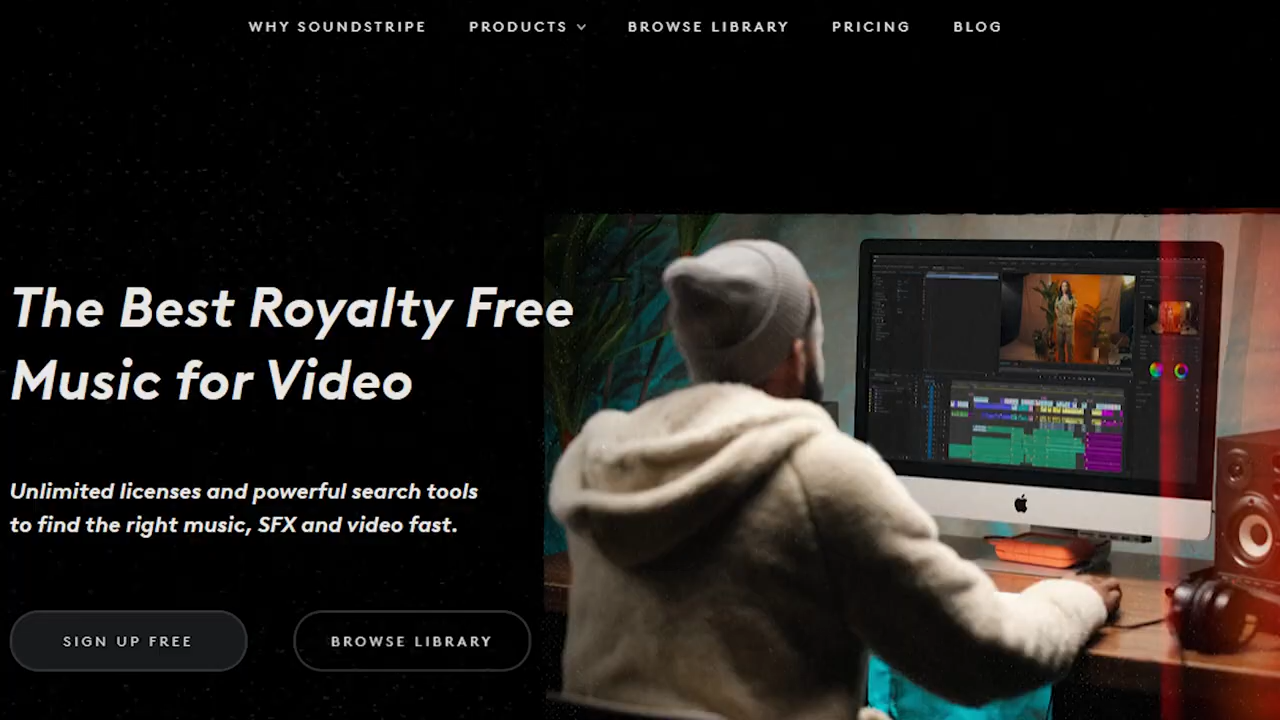 WHY SOUNDSTRIPE PRODUCTS BROWSE LIBRARY PRICING BLOG
The Best Royalty Free
Music for Video
Unlimited licenses and powerful search tools
to find the right music, SFX and video fast.
SIGN UP FREE BROWSE LIBRARY